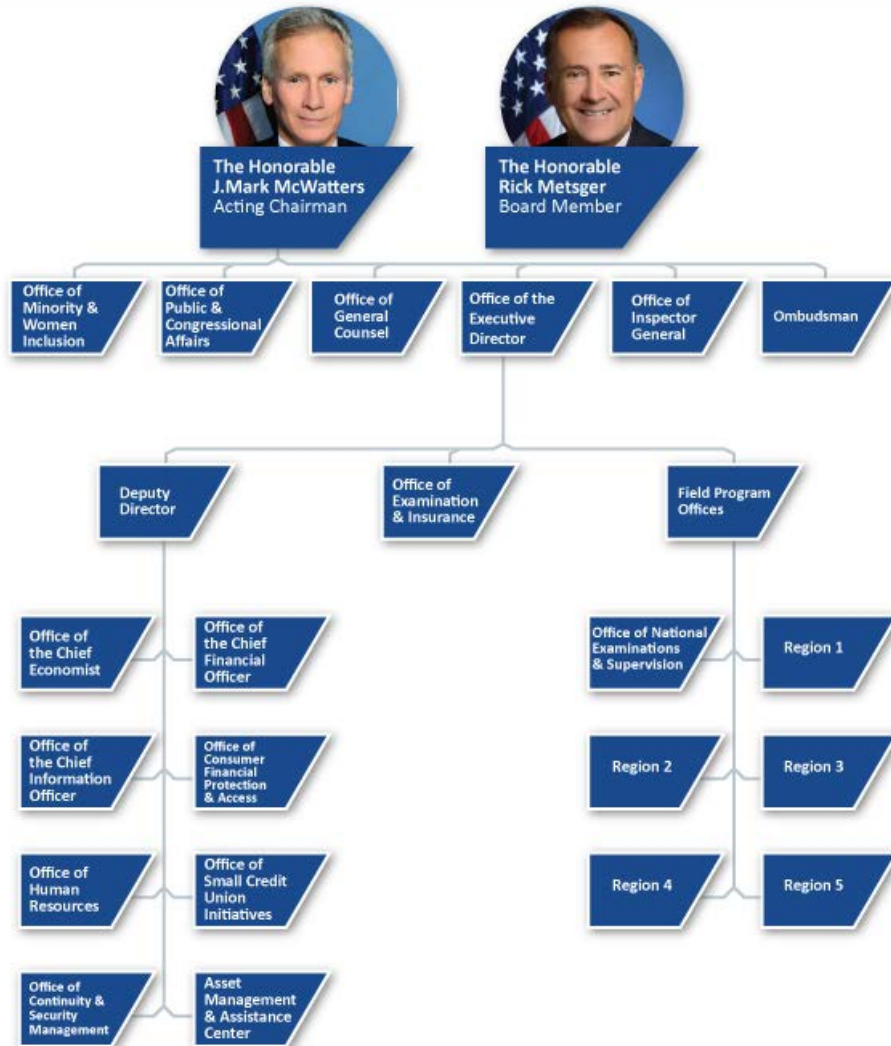 The Honorable
J.Mark McWatters
Acting Chairman
The Honorable
Rick Metsger
Board Member
Office of
Minority &
Women
Inclusion
Office of
Public &
Congressional
Affairs
Office of
General
Counsel
Office of the
Executive
Director
Office of
Inspector
General
Ombudsman
Deputy
Director
Office of
Examination
& Insurance
Field Program
Offices
Office of
the Chief
Economist
Office of
the Chief
Financial
Officer
Office of National
Examinations
& Supervision
Region 1
Office of
the Chief
Information
Officer
Office of
Consumer
Financial
Protection
& Access
Region 2
Region 3
Office of
Human
Resources
Office of
Small Credit
Union
Initiatives
Region 4
Region 5
Office of
Continuity &
Security
Management
Asset
Management
& Assistance
Center